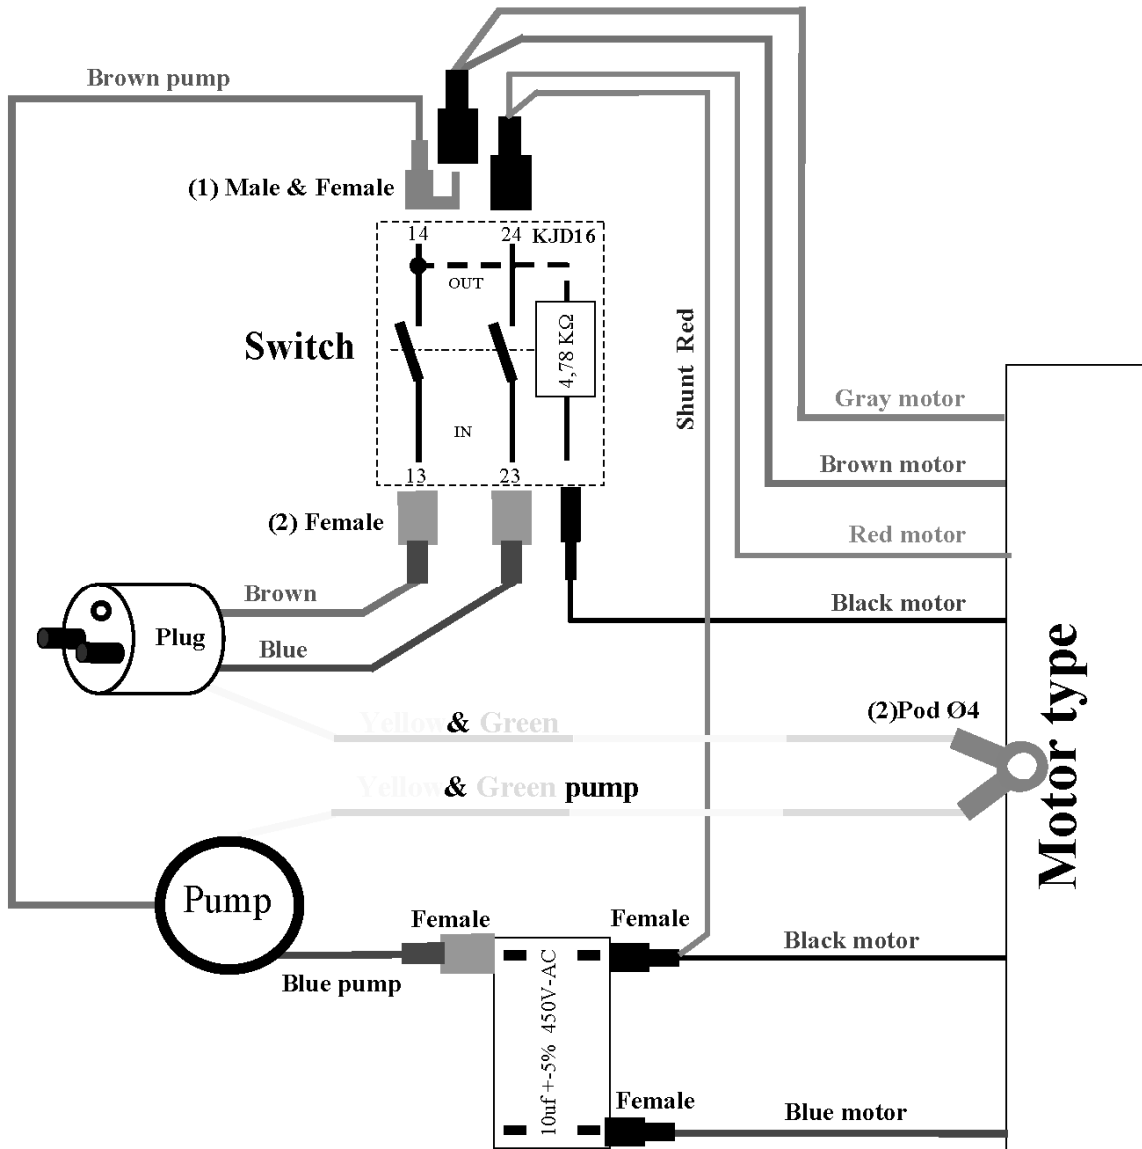 Brown pump
(1) Male & Female
14
24
KJD16
OUT
Switch
4,78 KΩ
Shunt Red
IN
13
23
Gray motor
Brown motor
Red motor
(2) Female
Brown
Black motor
Plug
Blue
(2)Pod Ø4
Yellow & Green
Yellow & Green pump
Motor type
Pump
Female
Female
Black motor
Blue pump
10uf +-5% 450V-AC
Female
Blue motor